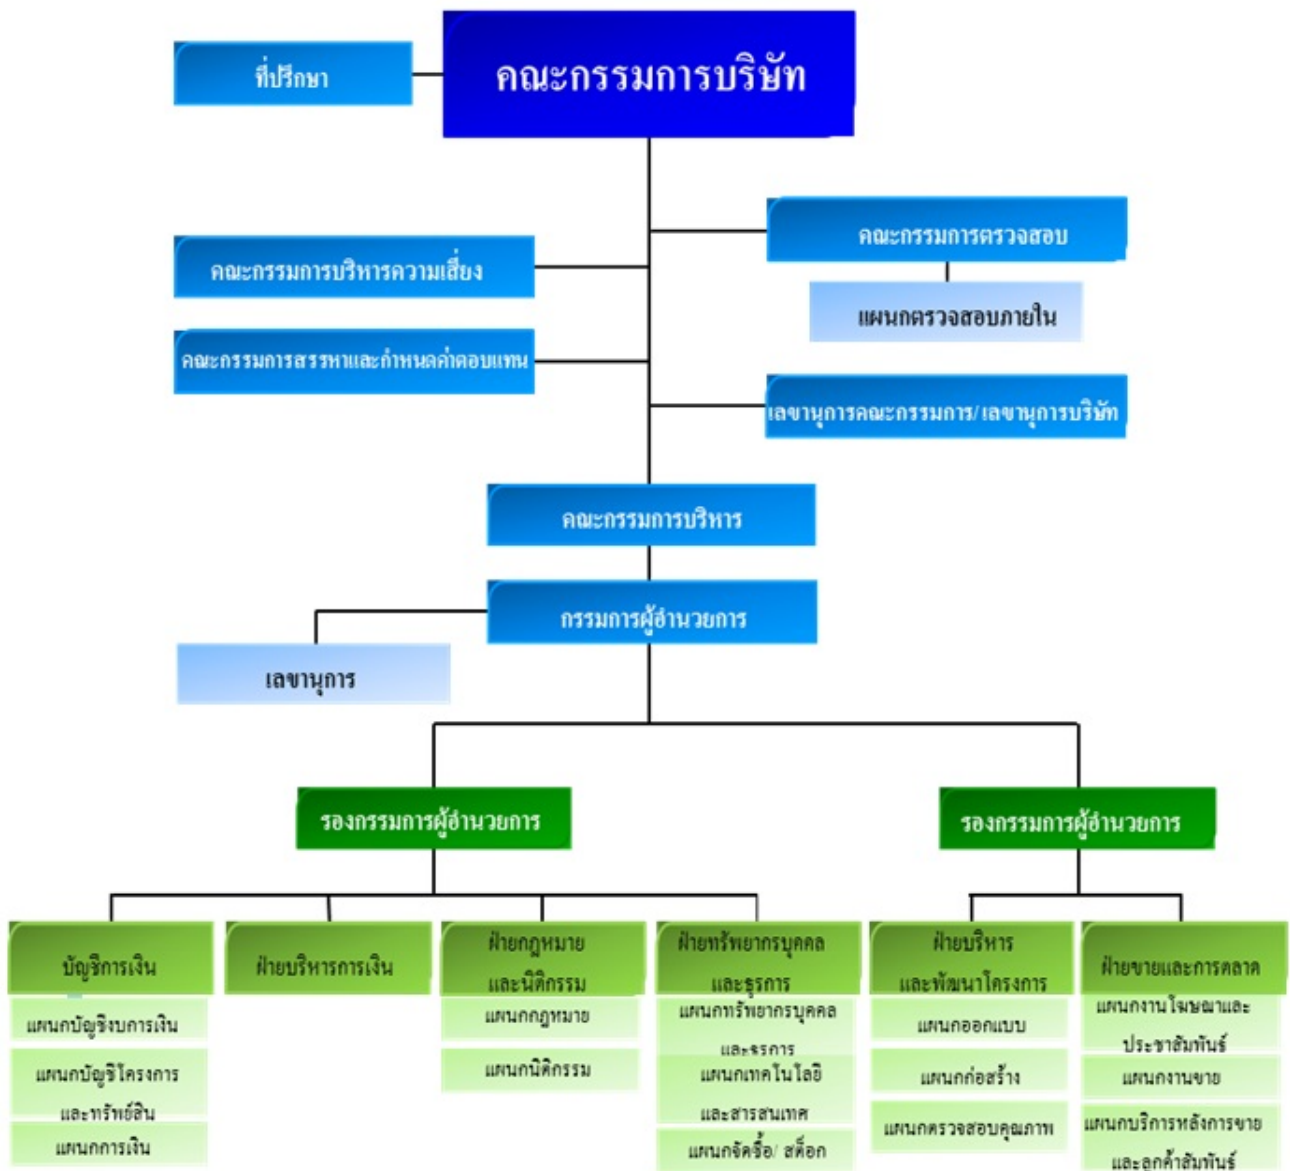 ที่ปรึกษา
คณะกรรมการบริษัท
คณะกรรมการตรวจสอบ
คณะกรรมการบริหารความเสี่ยง
แผนกตรวจสอบภายใน
คณะกรรมการสรรหาและกำหนดค่าตอบแทน
เลขานุการคณะกรรมการ/เลขานุการบริษัท
คณะกรรมการบริหาร
กรรมการผู้อำนวยการ
เลขานุการ
รองกรรมการผู้อำนวยการ
รองกรรมการผู้อำนวยการ
บัญชีการเงิน
แผนกบัญชีงบการเงิน
แผนกบัญชีโครงการ
และทรัพย์สิน
แผนกการเงิน
ฝ่ายบริหารการเงิน
ฝ่ายกฎหมาย
และนิติกรรม
แผนกกฎหมาย
แผนกนิติกรรม
ฝ่ายทรัพยากรบุคคล
และธุรการ
แผนกทรัพยากรบุคคล
และธุรการ
แผนกเทคโนโลยี
และสารสนเทศ
แผนกจัดซื้อ/ สต็อก
ฝ่ายบริหาร
และพัฒนาโครงการ
แผนกออกแบบ
แผนกก่อสร้าง
แผนกตรวจสอบคุณภาพ
ฝ่ายขายและการตลาด
แผนกงานโฆษณาและ
ประชาสัมพันธ์
แผนกงานขาย
แผนกบริการหลังการขาย
และลูกค้าสัมพันธ์